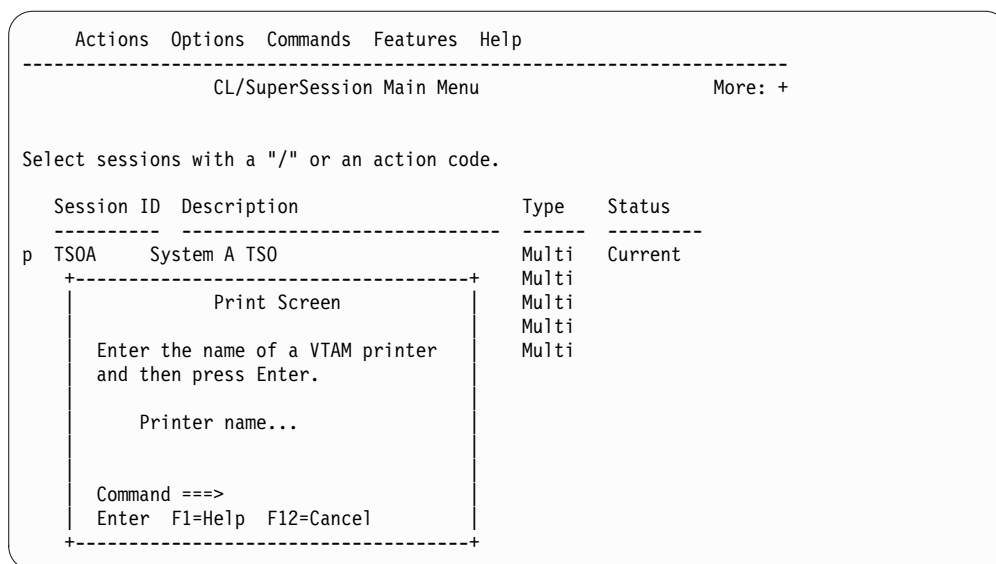 Actions  Options  Commands  Features  Help
-------------------------------------------------------------------------
CL/SuperSession Main Menu                      More: +
Select sessions with a "/" or an action code.
Session ID  Description                     Type    Status
----------  ------------------------------  ------  ---------
p  TSOA     System A TSO                       Multi   Current
+-------------------------------------+    Multi
|             Print Screen            |    Multi
|                                     |    Multi
|  Enter the name of a VTAM printer   |    Multi
|  and then press Enter.              |
|                                     |
|      Printer name...                |
|                                     |
|                                     |
|  Command ===>                       |
|  Enter  F1=Help  F12=Cancel         |
+-------------------------------------+